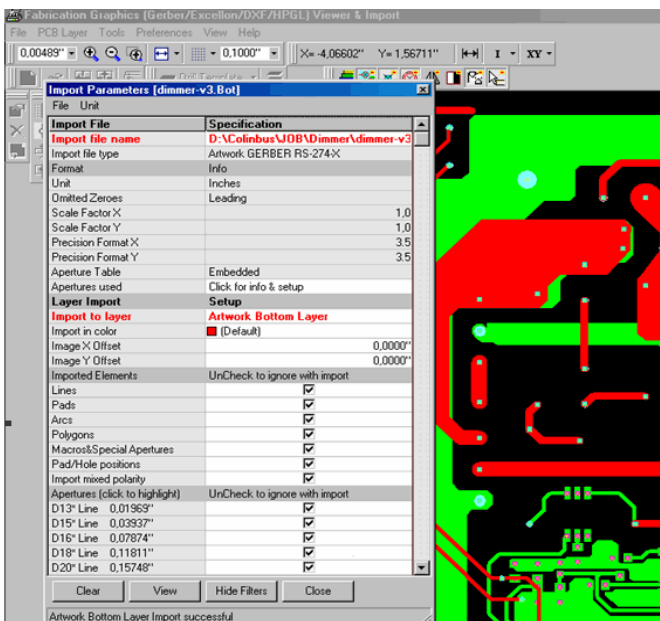 Fabrication Graphics (Gerber/Excellon/DXF/HPGL) Viewer & Import
File PCB Layer Tools Preferences View Help
0,00489" 0,1000" X= -4,06602" Y= 1,56711" I XY
Drill Template
Import Parameters [dimmer-v3.Bot]
File Unit
Import File Specification
Import file name D:\Colinbus\JOB\Dimmer\dimmer-v3
Import file type Artwork GERBER RS-274-X
Format Info
Unit Inches
Omitted Zeroes Leading
Scale Factor X 1,0
Scale Factor Y 1,0
Precision Format X 3.5
Precision Format Y 3.5
Aperture Table Embedded
Apertures used Click for info & setup
Layer Import Setup
Import to layer Artwork Bottom Layer
Import in color (Default)
Image X Offset 0,0000"
Image Y Offset 0,0000"
Imported Elements UnCheck to ignore with import
Lines
Pads
Arcs
Polygons
Macros&Special Apertures
Pad/Hole positions
Import mixed polarity
Apertures (click to highlight) UnCheck to ignore with import
D13* Line 0,01969"
D15* Line 0,03937"
D16* Line 0,07874"
D18* Line 0,11811"
D20* Line 0,15748"
Clear View Hide Filters Close
Artwork Bottom Layer Import successful